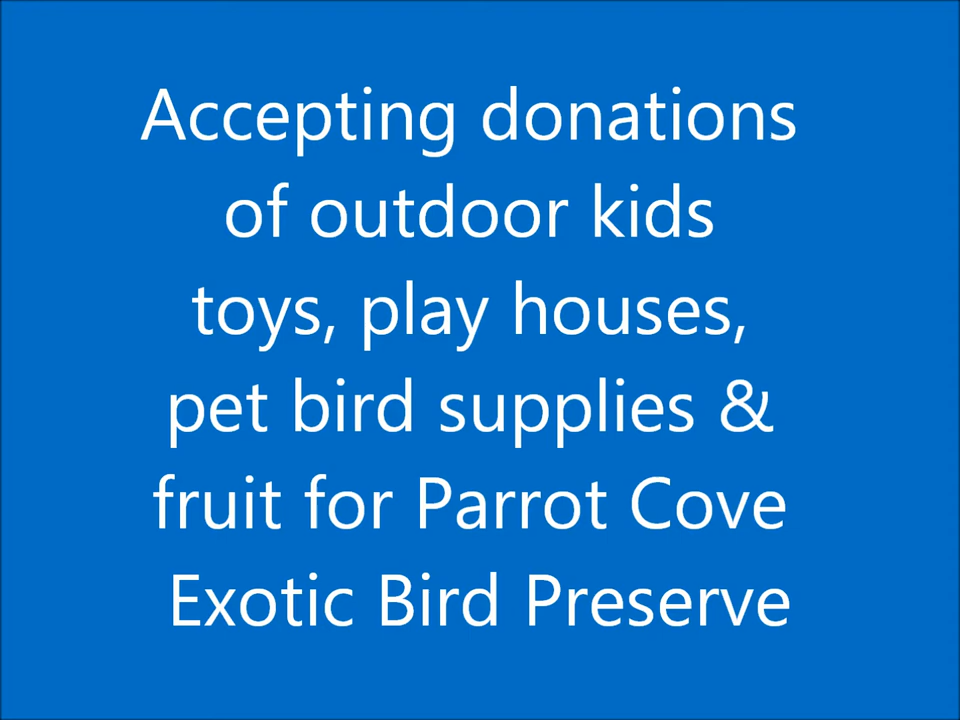 Accepting donations
of outdoor kids
toys, play houses,
pet bird supplies &
fruit for Parrot Cove
Exotic Bird Preserve